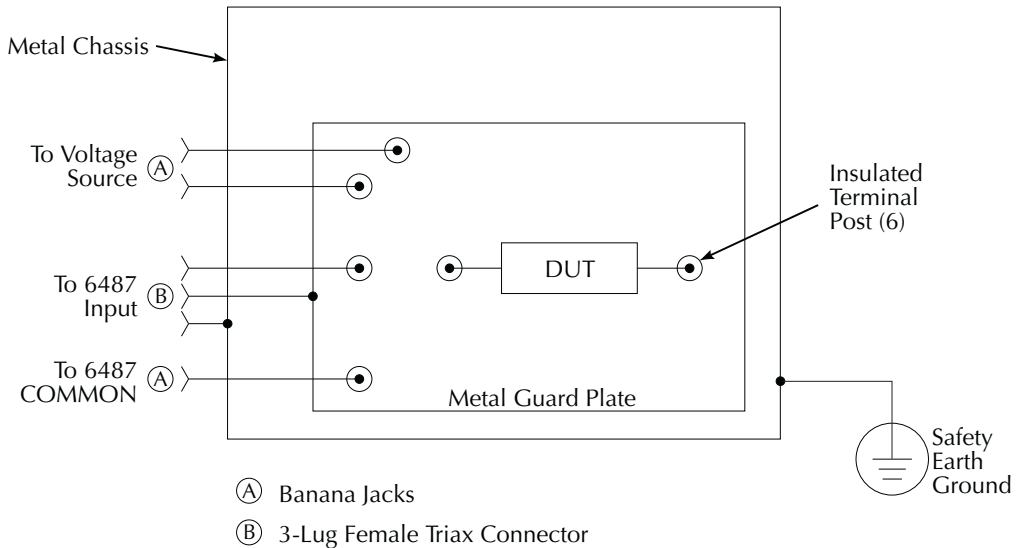 Metal Chassis
To Voltage
Source
A
Insulated
Terminal
Post (6)
DUT
To 6487
Input
B
To 6487
COMMON
A
Metal Guard Plate
Safety
Earth
Ground
A Banana Jacks
B 3-Lug Female Triax Connector